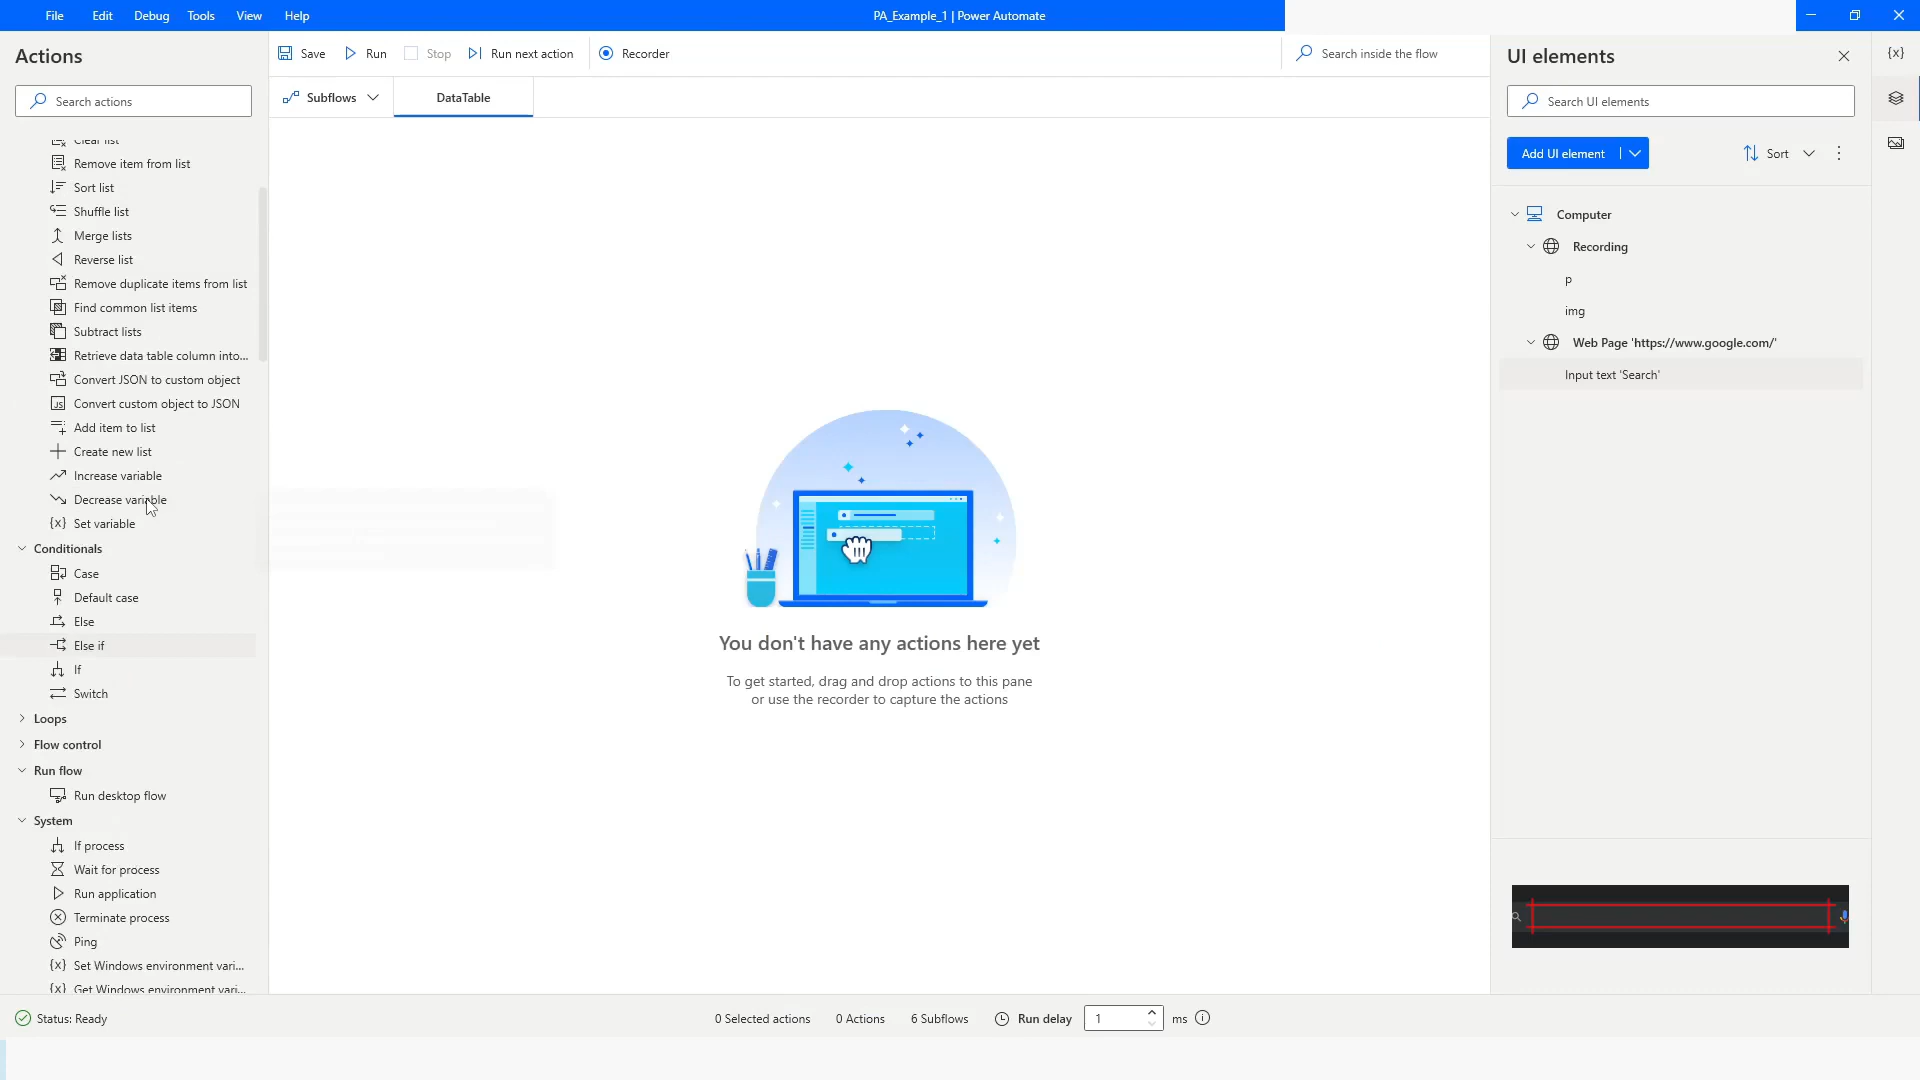 File Edit Debug Tools View Help
PA_Example_1 | Power Automate
Actions
Search actions
Clear list
Remove item from list
Sort list
Shuffle list
Merge lists
Reverse list
Remove duplicate items from list
Find common list items
Subtract lists
Retrieve data table column into...
Convert JSON to custom object
Convert custom object to JSON
Add item to list
Create new list
Increase variable
Decrease variable
{x} Set variable
Conditionals
Case
Default case
Else
Else if
If
Switch
Loops
Flow control
Run flow
Run desktop flow
System
If process
Wait for process
Run application
Terminate process
Ping
{x} Set Windows environment vari...
{x} Get Windows environment vari...
Save Run Stop Run next action Recorder
Search inside the flow
Subflows DataTable
You don't have any actions here yet
To get started, drag and drop actions to this pane
or use the recorder to capture the actions
UI elements
{x}
Search UI elements
Add UI element Sort
Computer
Recording
p
img
Web Page 'https://www.google.com/'
Input text 'Search'
Status: Ready 0 Selected actions 0 Actions 6 Subflows Run delay 1 ms